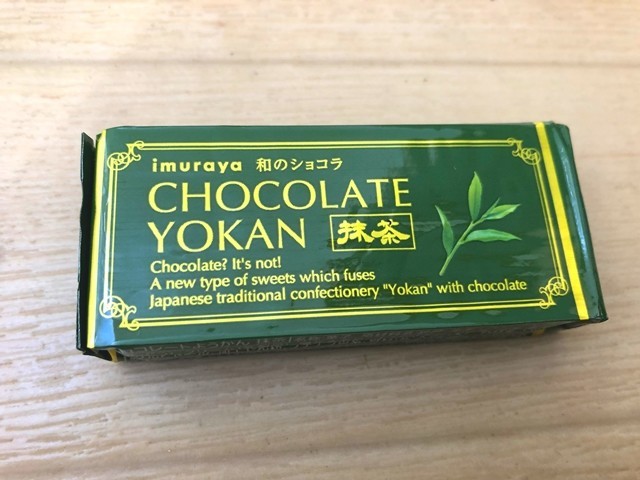 imuraya 和のショコラ
CHOCOLATE
YOKAN 抹茶
Chocolate? It's not!
A new type of sweets which fuses
Japanese traditional confectionery "Yokan" with chocolate